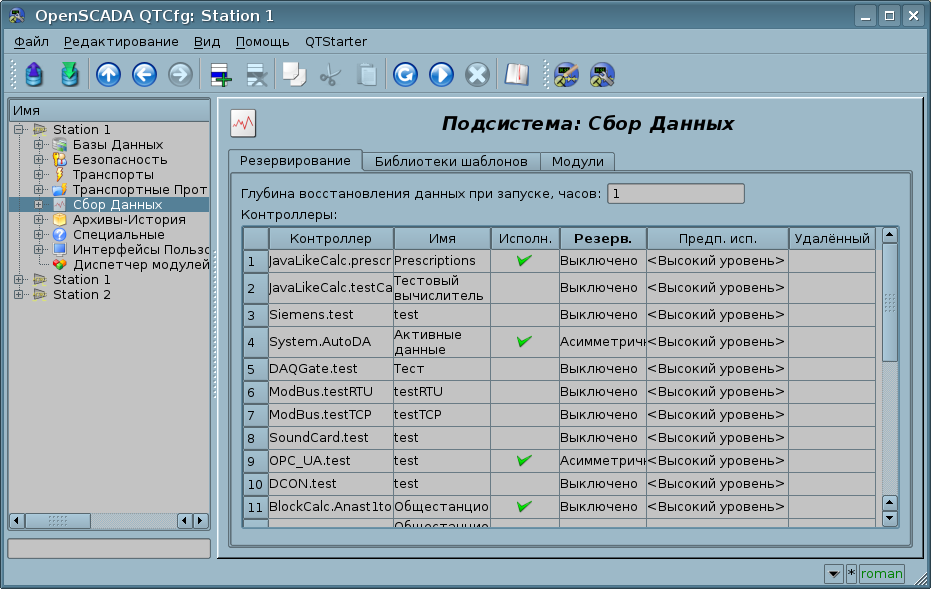 OpenSCADA QTCfg: Station 1
Файл Редактирование Вид Помощь QTStarter
Имя
Station 1
Базы Данных
Безопасность
Транспорты
Транспортные Прот
Сбор Данных
Архивы-История
Специальные
Интерфейсы Пользс
Диспетчер модулей
Station 1
Station 2
Подсистема: Сбор Данных
Резервирование Библиотеки шаблонов Модули
Глубина восстановления данных при запуске, часов: 1
Контроллеры:
Контроллер Имя Исполн. Резерв. Предп. исп. Удалённый
1 JavaLikeCalc.prescr Prescriptions Выключено <Высокий уровень>
2 JavaLikeCalc.testCa Тестовый вычислитель Выключено <Высокий уровень>
3 Siemens.test test Выключено <Высокий уровень>
4 System.AutoDA Активные данные Асимметричн <Высокий уровень>
5 DAQGate.test Тест Выключено <Высокий уровень>
6 ModBus.testRTU testRTU Выключено <Высокий уровень>
7 ModBus.testTCP testTCP Выключено <Высокий уровень>
8 SoundCard.test test Выключено <Высокий уровень>
9 OPC_UA.test test Асимметричн <Высокий уровень>
10 DCON.test test Выключено <Высокий уровень>
11 BlockCalc.Anast1to Общестанцио Выключено <Высокий уровень>
Общестанцио
* roman